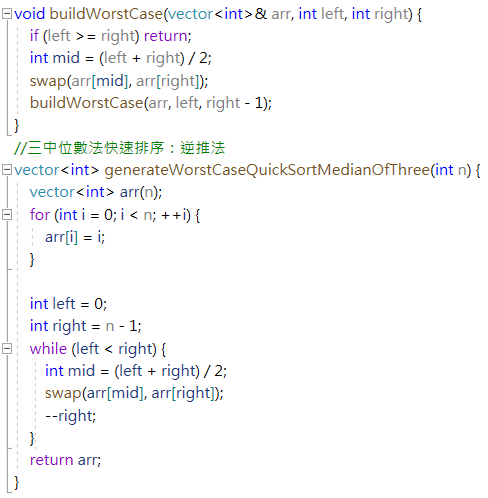 void buildWorstCase(vector<int>& arr, int left, int right) {
    if (left >= right) return;
    int mid = (left + right) / 2;
    swap(arr[mid], arr[right]);
    buildWorstCase(arr, left, right - 1);
}
//三中位數法快速排序：逆推法
vector<int> generateWorstCaseQuickSortMedianOfThree(int n) {
    vector<int> arr(n);
    for (int i = 0; i < n; ++i) {
        arr[i] = i;
    }

    int left = 0;
    int right = n - 1;
    while (left < right) {
        int mid = (left + right) / 2;
        swap(arr[mid], arr[right]);
        --right;
    }
    return arr;
}